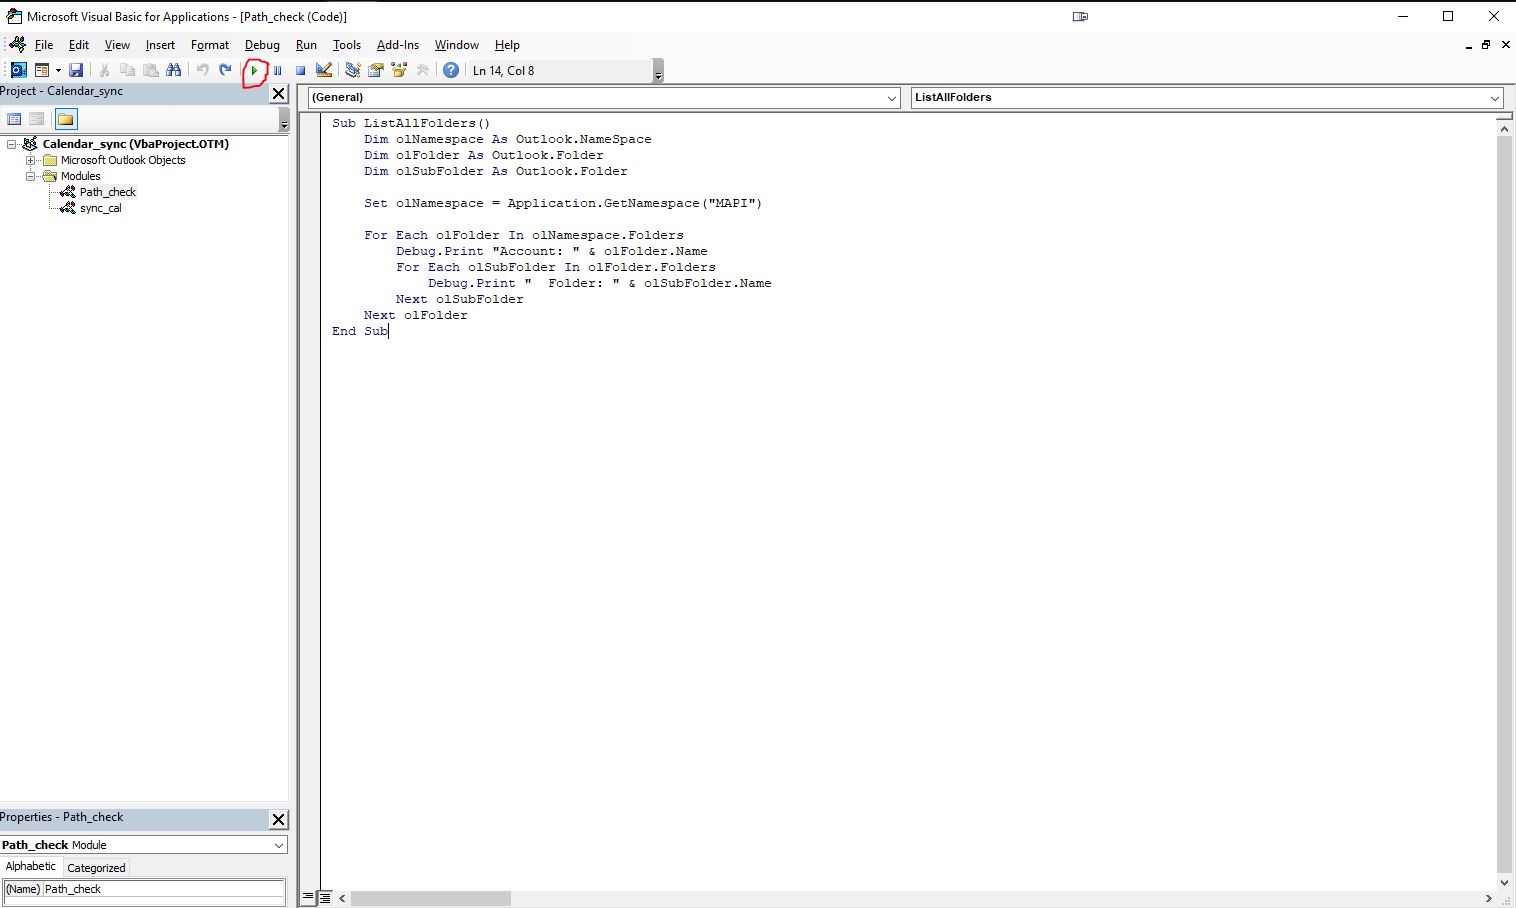 Microsoft Visual Basic for Applications - [Path_check (Code)]
File Edit View Insert Format Debug Run Tools Add-Ins Window Help
Ln 14, Col 8
Project - Calendar_sync
(General)
ListAllFolders
Calendar_sync (VbaProject.OTM)
Microsoft Outlook Objects
Modules
Path_check
sync_cal
Sub ListAllFolders()
    Dim olNamespace As Outlook.NameSpace
    Dim olFolder As Outlook.Folder
    Dim olSubFolder As Outlook.Folder
    Set olNamespace = Application.GetNamespace("MAPI")
    For Each olFolder In olNamespace.Folders
        Debug.Print "Account: " & olFolder.Name
        For Each olSubFolder In olFolder.Folders
            Debug.Print "  Folder: " & olSubFolder.Name
        Next olSubFolder
    Next olFolder
End Sub
Properties - Path_check
Path_check Module
Alphabetic Categorized
(Name) Path_check